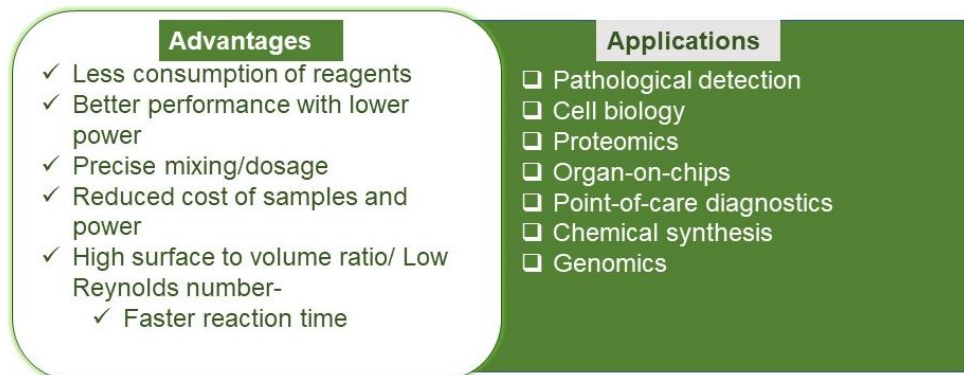 Advantages
✓ Less consumption of reagents
✓ Better performance with lower
power
✓ Precise mixing/dosage
✓ Reduced cost of samples and
power
✓ High surface to volume ratio/ Low
Reynolds number-
✓ Faster reaction time
Applications
❑ Pathological detection
❑ Cell biology
❑ Proteomics
❑ Organ-on-chips
❑ Point-of-care diagnostics
❑ Chemical synthesis
❑ Genomics